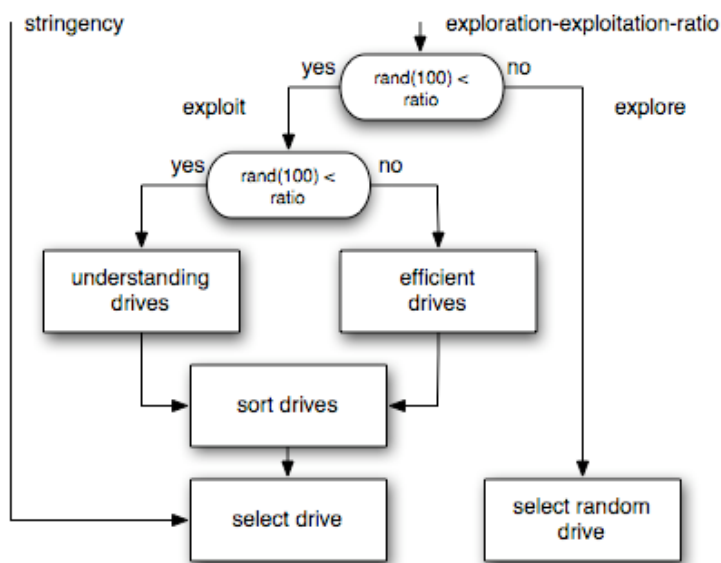 stringency
exploration-exploitation-ratio
yes
rand(100) <
ratio
no
exploit
explore
yes
rand(100) <
ratio
no
understanding
drives
efficient
drives
sort drives
select drive
select random
drive